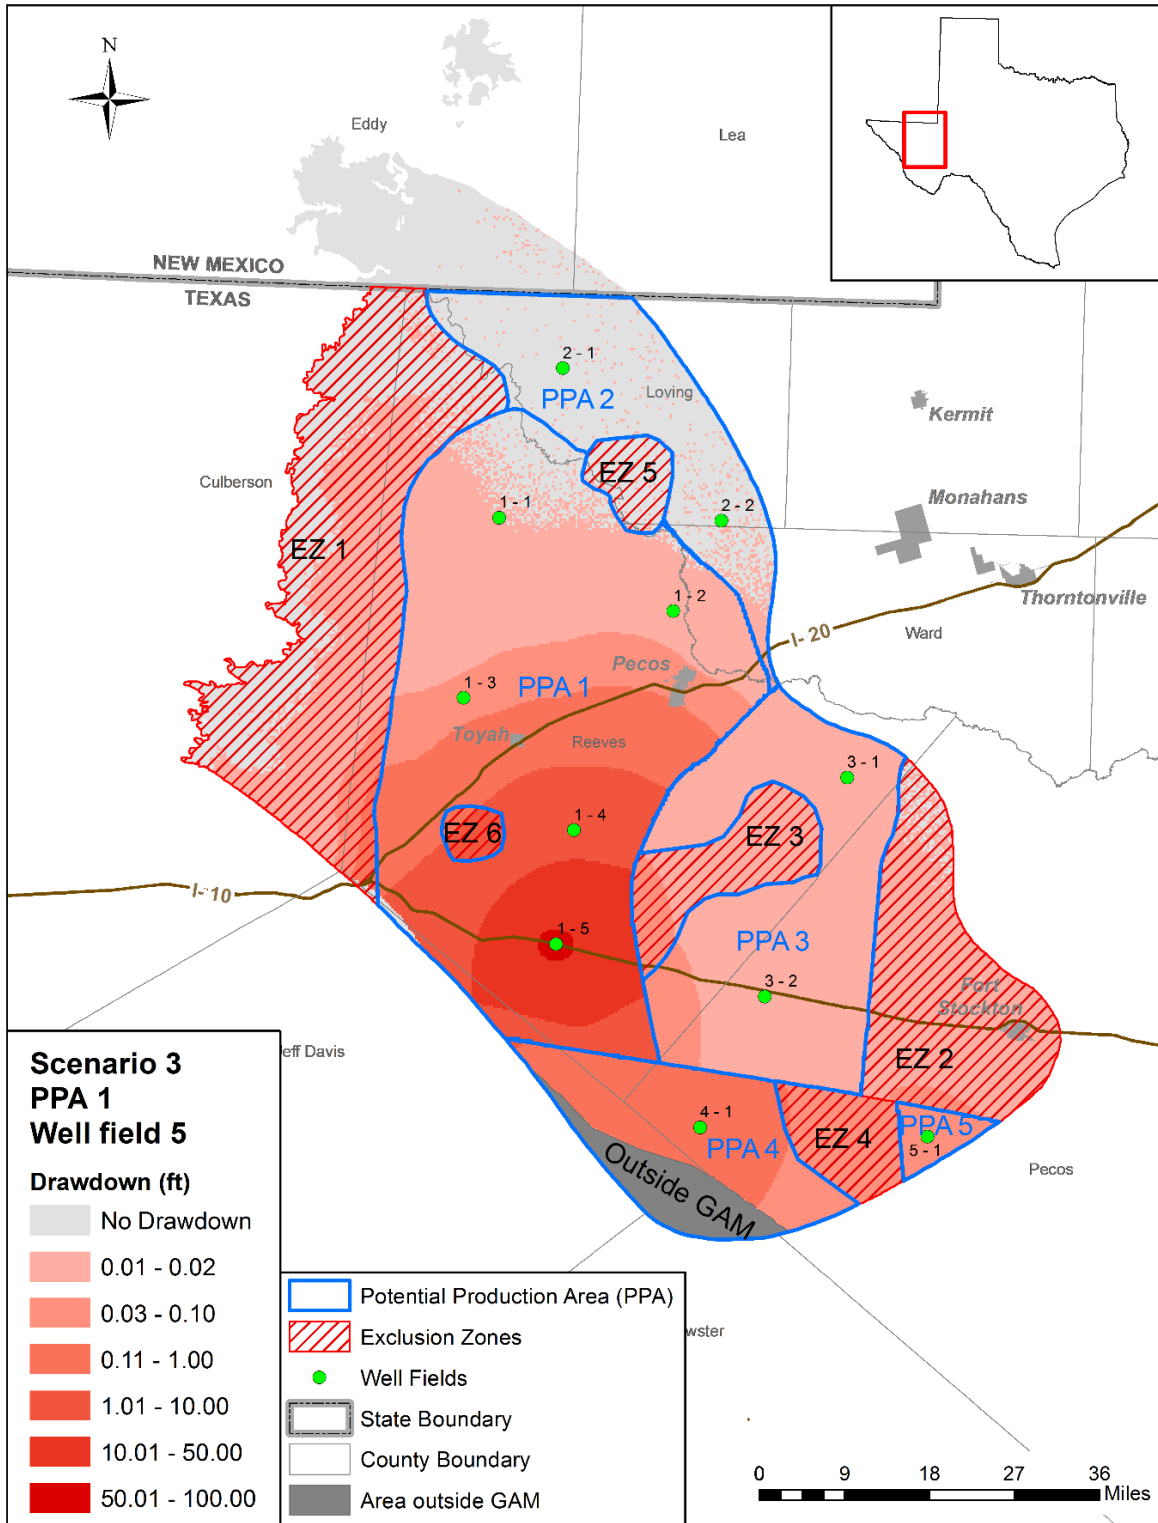 N
Eddy
Lea
NEW MEXICO
TEXAS
2 - 1
PPA 2
Loving
Kermit
EZ 5
Culberson
Monahans
1 - 1
2 - 2
EZ 1
Thorntonville
1 - 2
I- 20
Ward
Pecos
1 - 3
PPA 1
Toyah
Reeves
3 - 1
1 - 4
EZ 6
EZ 3
I- 10
1 - 5
PPA 3
3 - 2
Fort
Stockton
EZ 2
eff Davis
4 - 1
PPA 4
EZ 4
PPA 5
5 - 1
Outside GAM
Pecos
wster
Scenario 3
PPA 1
Well field 5
Drawdown (ft)
No Drawdown
0.01 - 0.02
0.03 - 0.10
0.11 - 1.00
1.01 - 10.00
10.01 - 50.00
50.01 - 100.00
Potential Production Area (PPA)
Exclusion Zones
Well Fields
State Boundary
County Boundary
Area outside GAM
0 9 18 27 36
Miles